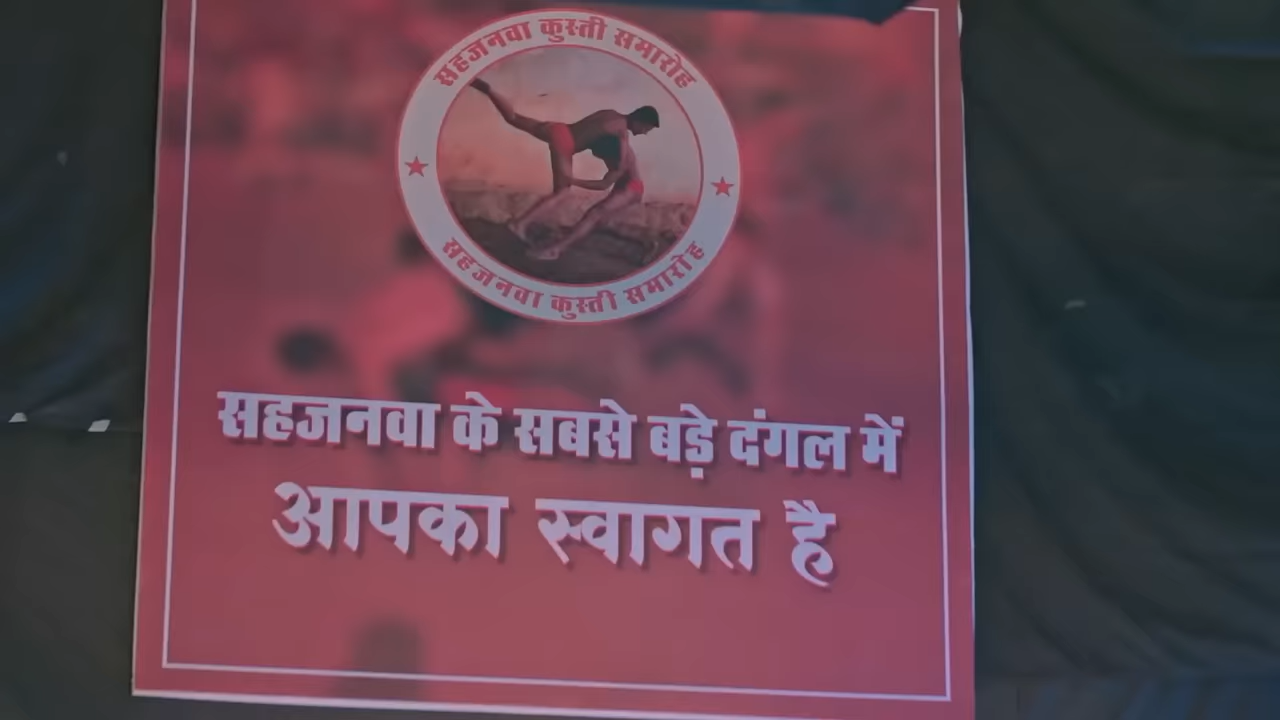 सहजनवा कुस्ती समारोह
सहजनवा कुस्ती समारोह
सहजनवा के सबसे बड़े दंगल में
आपका स्वागत है